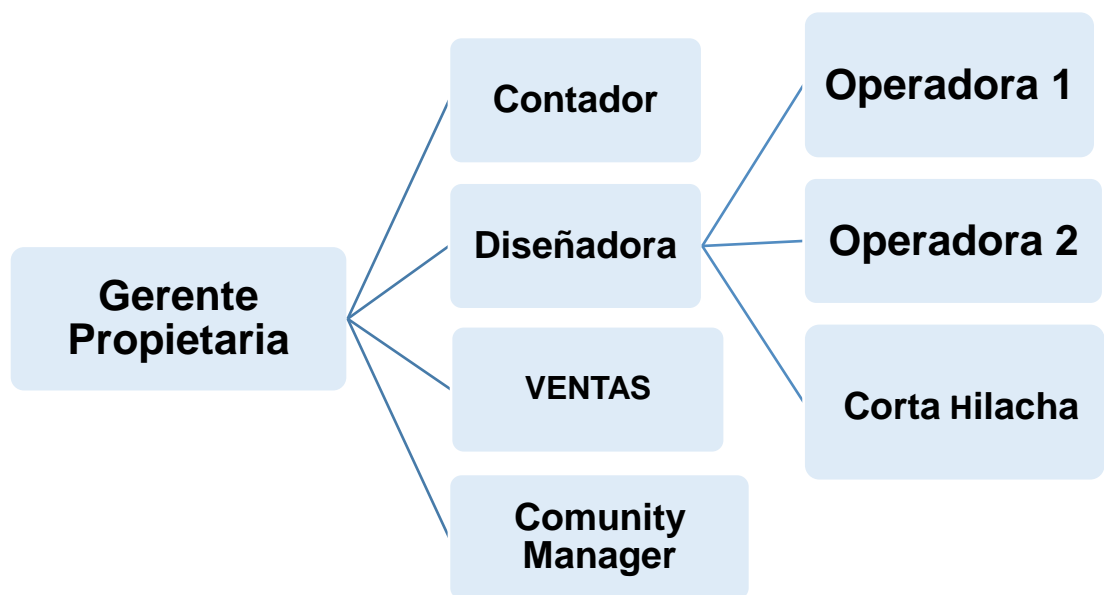 Gerente
Propietaria
Contador
Diseñadora
VENTAS
Comunity
Manager
Operadora 1
Operadora 2
Corta Hilacha